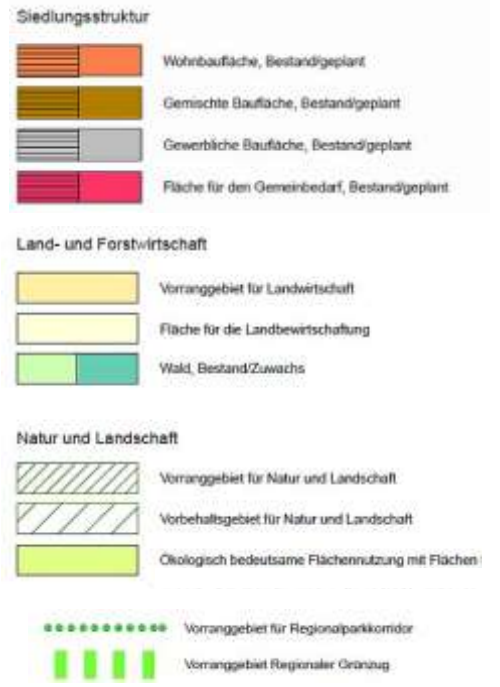 Siedlungsstruktur
Wohnbaufläche, Bestand/geplant
Gemischte Baufläche, Bestand/geplant
Gewerbliche Baufläche, Bestand/geplant
Fläche für den Gemeinbedarf, Bestand/geplant
Land- und Forstwirtschaft
Vorranggebiet für Landwirtschaft
Fläche für die Landbewirtschaftung
Wald, Bestand/Zuwachs
Natur und Landschaft
Vorranggebiet für Natur und Landschaft
Vorbehaltsgebiet für Natur und Landschaft
Ökologisch bedeutsame Flächennutzung mit Flächen
Vorranggebiet für Regionalparkkorridor
Vorranggebiet Regionaler Grünzug